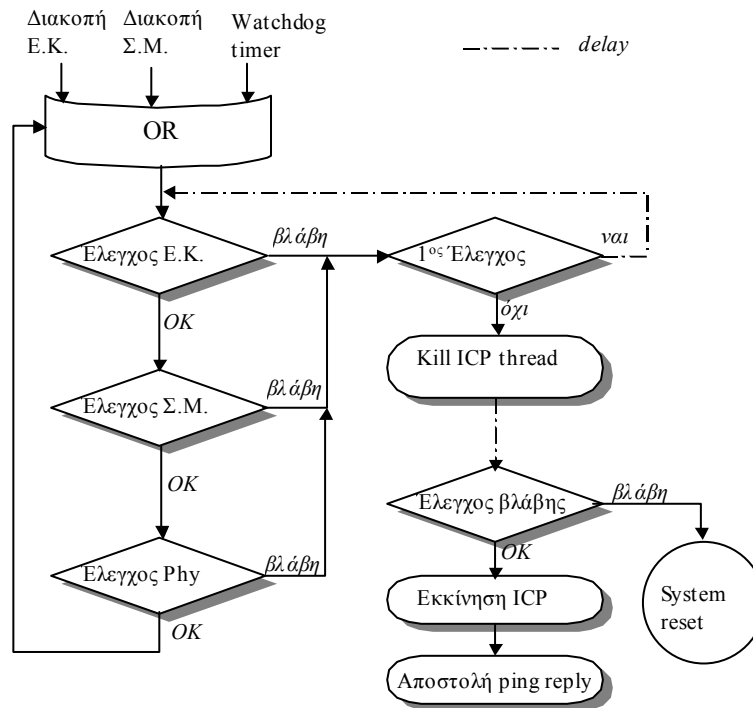 Διακοπή
Ε.Κ.
Διακοπή
Σ.Μ.
Watchdog
timer
delay
OR
Έλεγχος Ε.Κ.
βλάβη
1ος Έλεγχος
ναι
OK
όχι
Kill ICP thread
Έλεγχος Σ.Μ.
βλάβη
OK
Έλεγχος βλάβης
βλάβη
OK
Έλεγχος Phy
βλάβη
OK
Εκκίνηση ICP
System
reset
Αποστολή ping reply